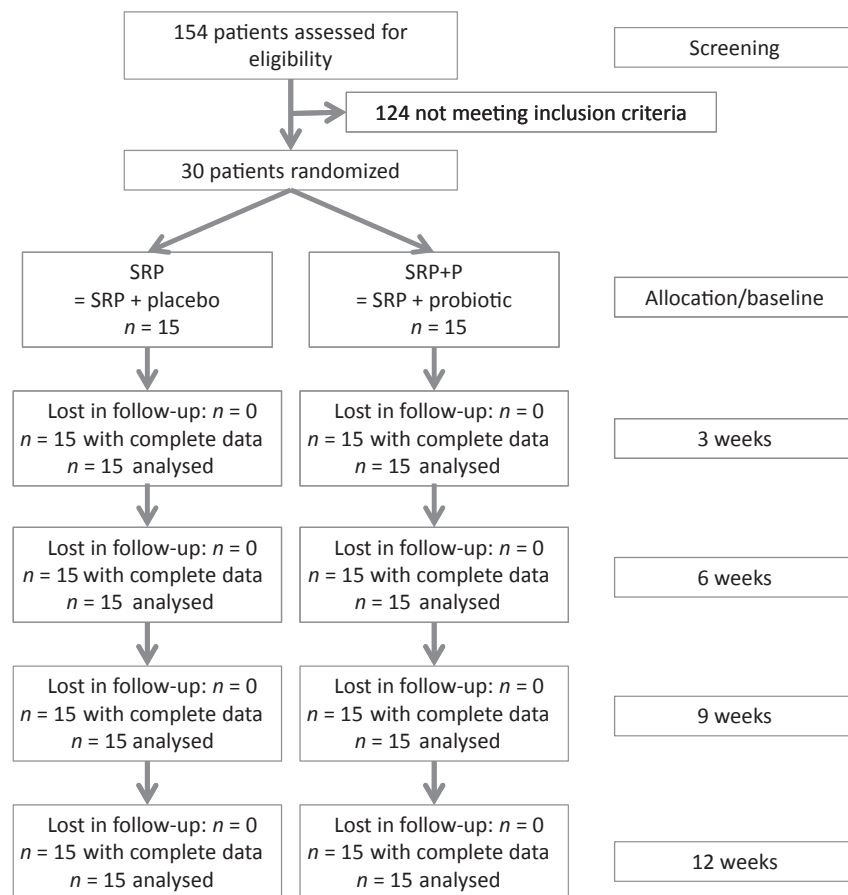 154 patients assessed for
eligibility
Screening
124 not meeting inclusion criteria
30 patients randomized
SRP
= SRP + placebo
n = 15
SRP+P
= SRP + probiotic
n = 15
Allocation/baseline
Lost in follow-up: n = 0
n = 15 with complete data
n = 15 analysed
Lost in follow-up: n = 0
n = 15 with complete data
n = 15 analysed
3 weeks
Lost in follow-up: n = 0
n = 15 with complete data
n = 15 analysed
Lost in follow-up: n = 0
n = 15 with complete data
n = 15 analysed
6 weeks
Lost in follow-up: n = 0
n = 15 with complete data
n = 15 analysed
Lost in follow-up: n = 0
n = 15 with complete data
n = 15 analysed
9 weeks
Lost in follow-up: n = 0
n = 15 with complete data
n = 15 analysed
Lost in follow-up: n = 0
n = 15 with complete data
n = 15 analysed
12 weeks